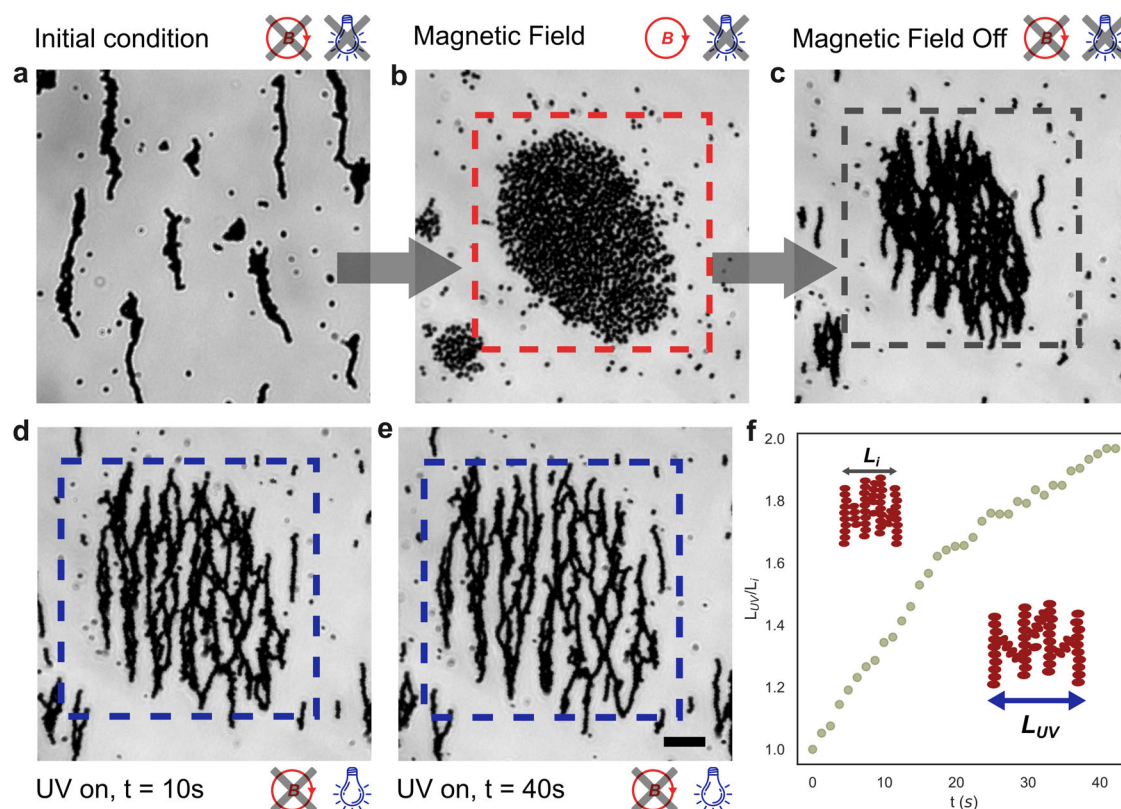 Initial condition
B
Magnetic Field
B
Magnetic Field Off
B
a
b
c
d
e
f
UV on, t = 10s
B
UV on, t = 40s
B
2.0
1.8
1.6
1.4
1.2
1.0
L_UV/L_i
L_i
L_UV
0
10
20
30
40
t (s)